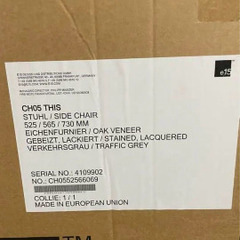 e15
CH05 THIS
STUHL / SIDE CHAIR
525 / 565 / 730 MM
EICHENFURNIER / OAK VENEER
GEBEIZT, LACKIERT / STAINED, LACQUERED
VERKEHRSGRAU / TRAFFIC GREY
SERIAL NO.: 4109902
NO.: CH0552566069
COLLIE: 1 / 1
MADE IN EUROPEAN UNION